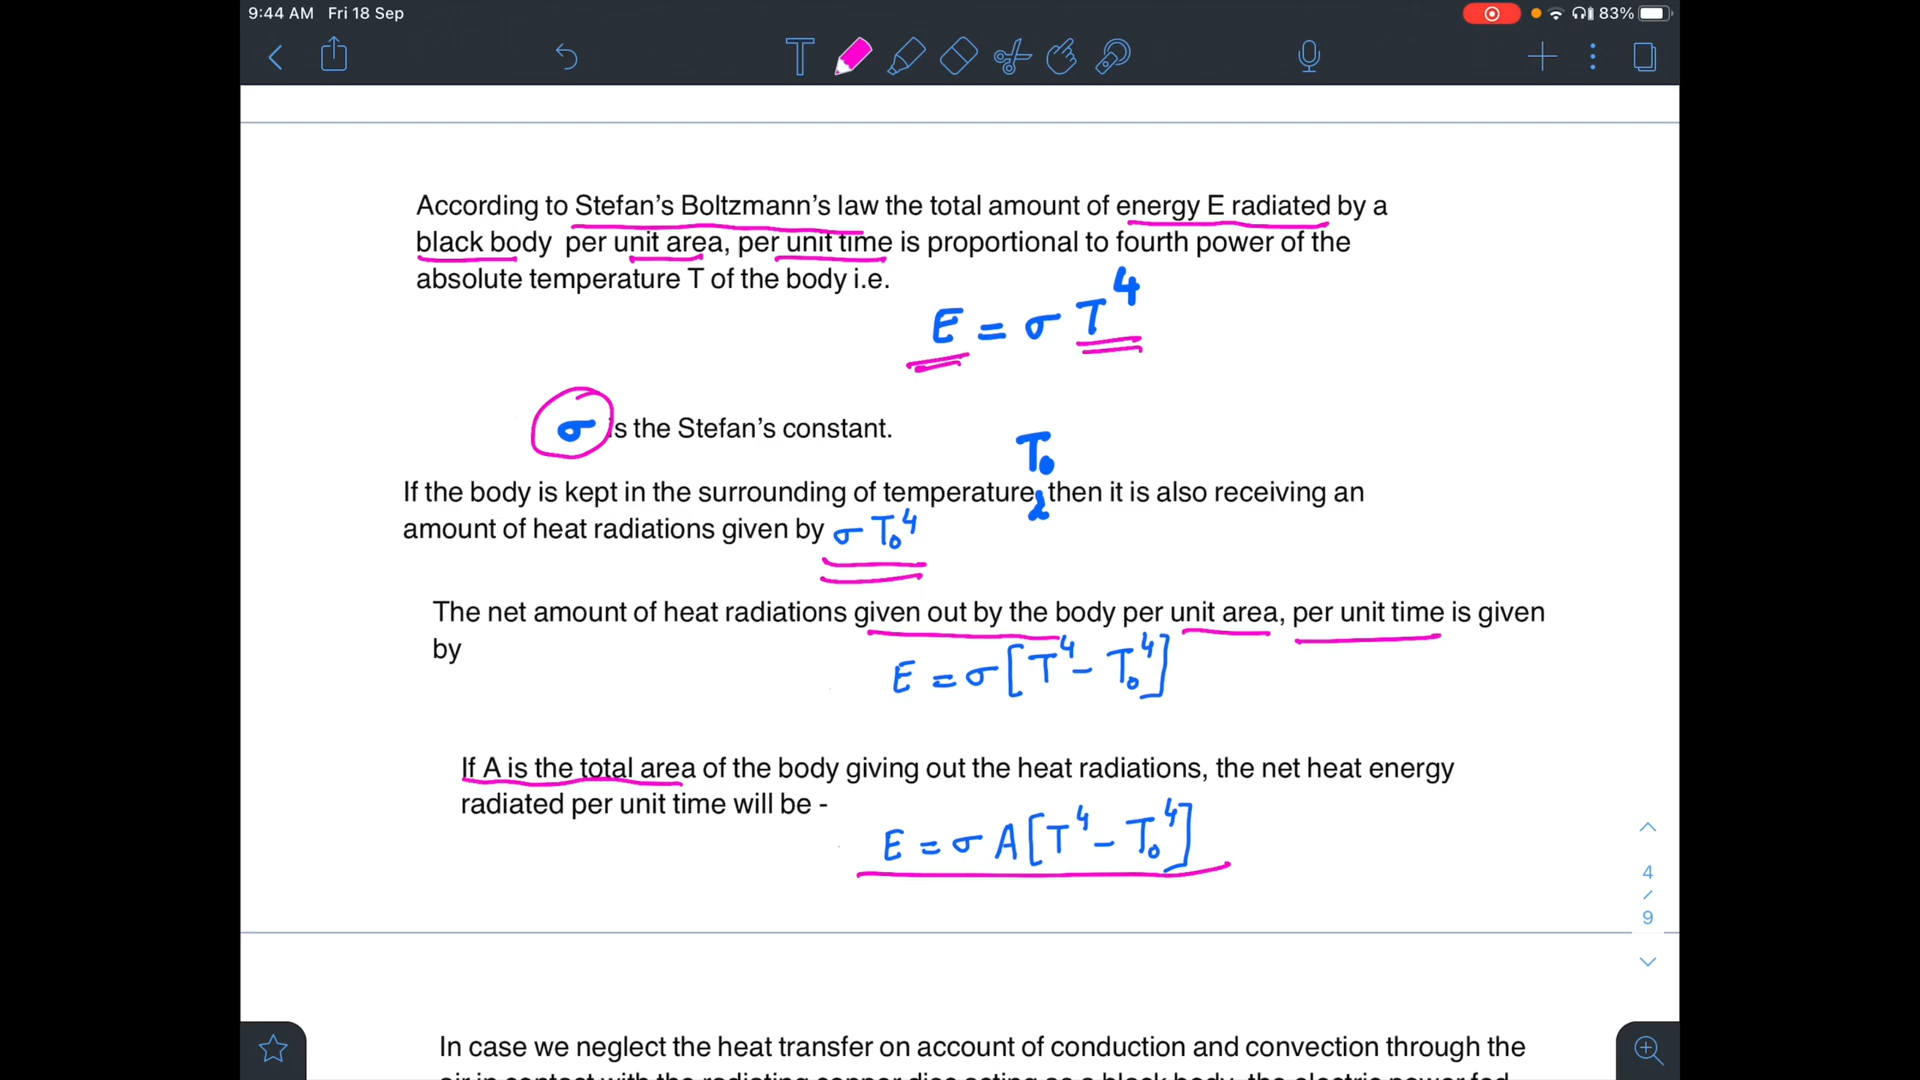 9:44 AM Fri 18 Sep 83%
According to Stefan’s Boltzmann’s law the total amount of energy E radiated by a
black body per unit area, per unit time is proportional to fourth power of the
absolute temperature T of the body i.e.
E = σ T⁴
σ is the Stefan’s constant.
T₀
If the body is kept in the surrounding of temperature, then it is also receiving an
amount of heat radiations given by σ T₀⁴
The net amount of heat radiations given out by the body per unit area, per unit time is given
by
E = σ [T⁴ - T₀⁴]
If A is the total area of the body giving out the heat radiations, the net heat energy
radiated per unit time will be -
E = σ A [T⁴ - T₀⁴]
4
/
9
In case we neglect the heat transfer on account of conduction and convection through the